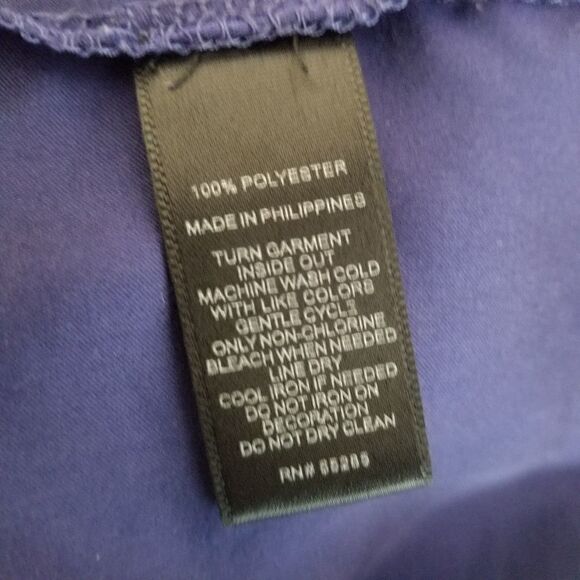 100% POLYESTER
MADE IN PHILIPPINES
TURN GARMENT
INSIDE OUT
MACHINE WASH COLD
WITH LIKE COLORS
GENTLE CYCLE
ONLY NON-CHLORINE
BLEACH WHEN NEEDED
LINE DRY
COOL IRON IF NEEDED
DO NOT IRON ON
DECORATION
DO NOT DRY CLEAN
RN#